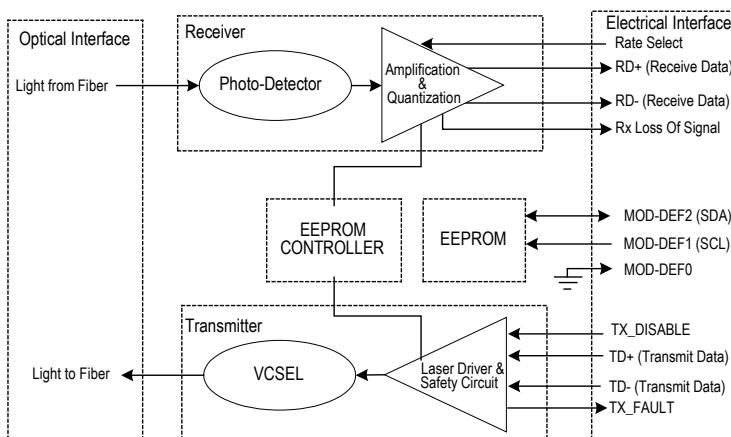 Optical Interface
Receiver
Electrical Interface
Light from Fiber
Photo-Detector
Amplification
&
Quantization
Rate Select
RD+ (Receive Data)
RD- (Receive Data)
Rx Loss Of Signal
EEPROM
CONTROLLER
EEPROM
MOD-DEF2 (SDA)
MOD-DEF1 (SCL)
MOD-DEF0
Transmitter
Light to Fiber
VCSEL
Laser Driver &
Safety Circuit
TX_DISABLE
TD+ (Transmit Data)
TD- (Transmit Data)
TX_FAULT